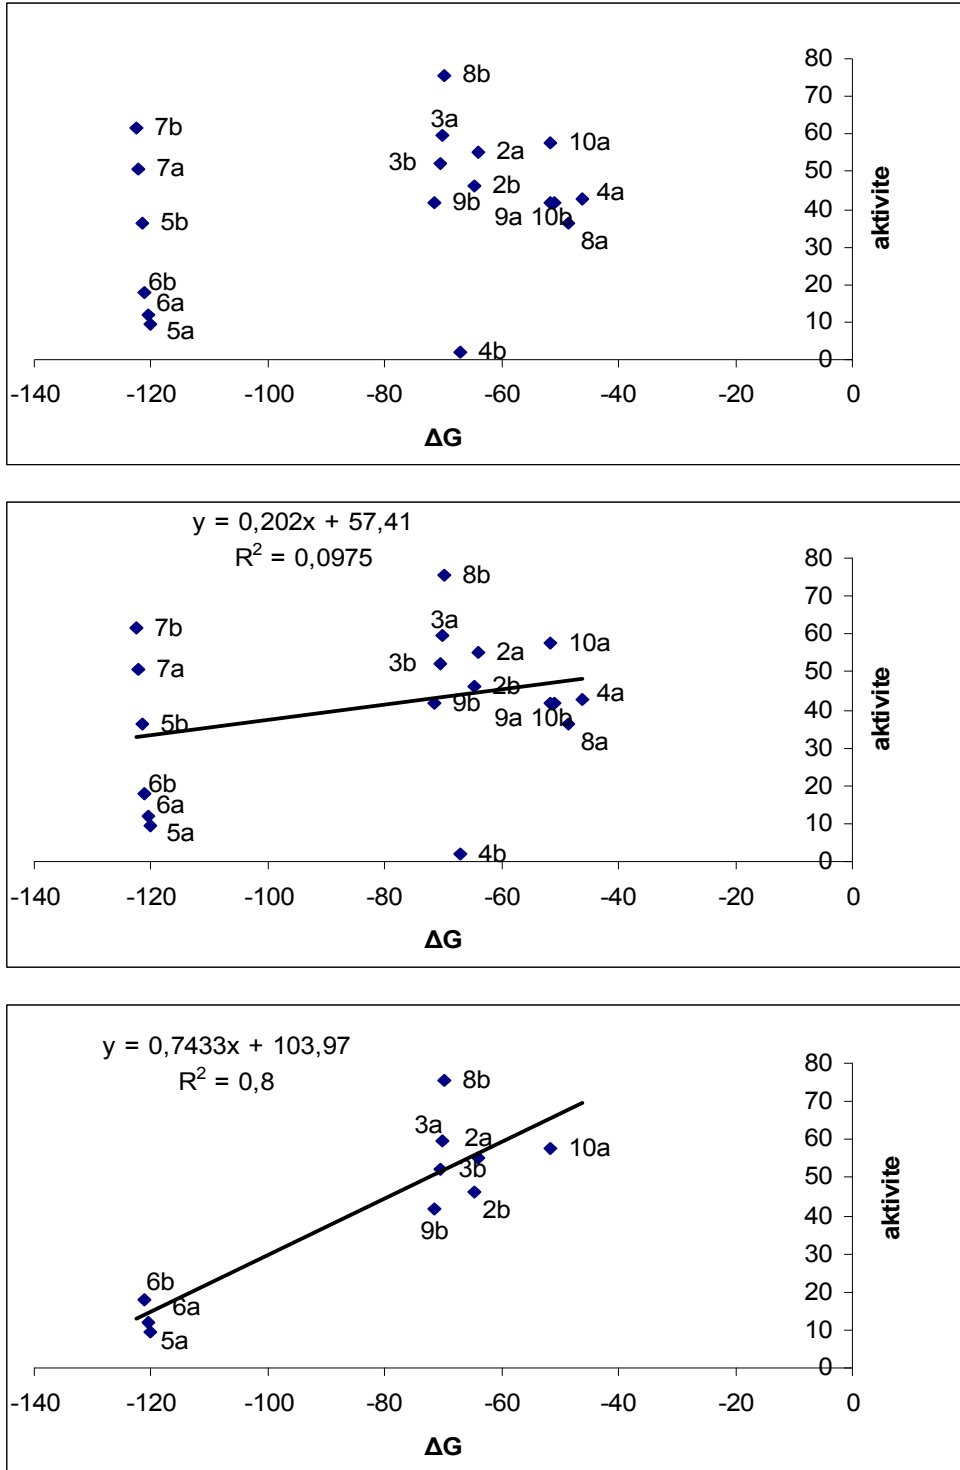 80
8b
70
7b
3a
60
10a
2a
7a
3b
50
2b
4a
9b
40
5b
9a 10b
8a
30
6b
20
6a
10
5a
4b
0
-140 -120 -100 -80 -60 -40 -20 0
ΔG
aktivite
y = 0,202x + 57,41
R² = 0,0975
80
8b
70
7b
3a
60
10a
2a
7a
3b
50
2b
4a
9b
40
5b
9a 10b
8a
30
6b
20
6a
10
5a
4b
0
-140 -120 -100 -80 -60 -40 -20 0
ΔG
aktivite
y = 0,7433x + 103,97
R² = 0,8
80
8b
70
3a 2a
60
10a
3b
50
2b
40
9b
30
6b
20
6a
10
5a
0
-140 -120 -100 -80 -60 -40 -20 0
ΔG
aktivite